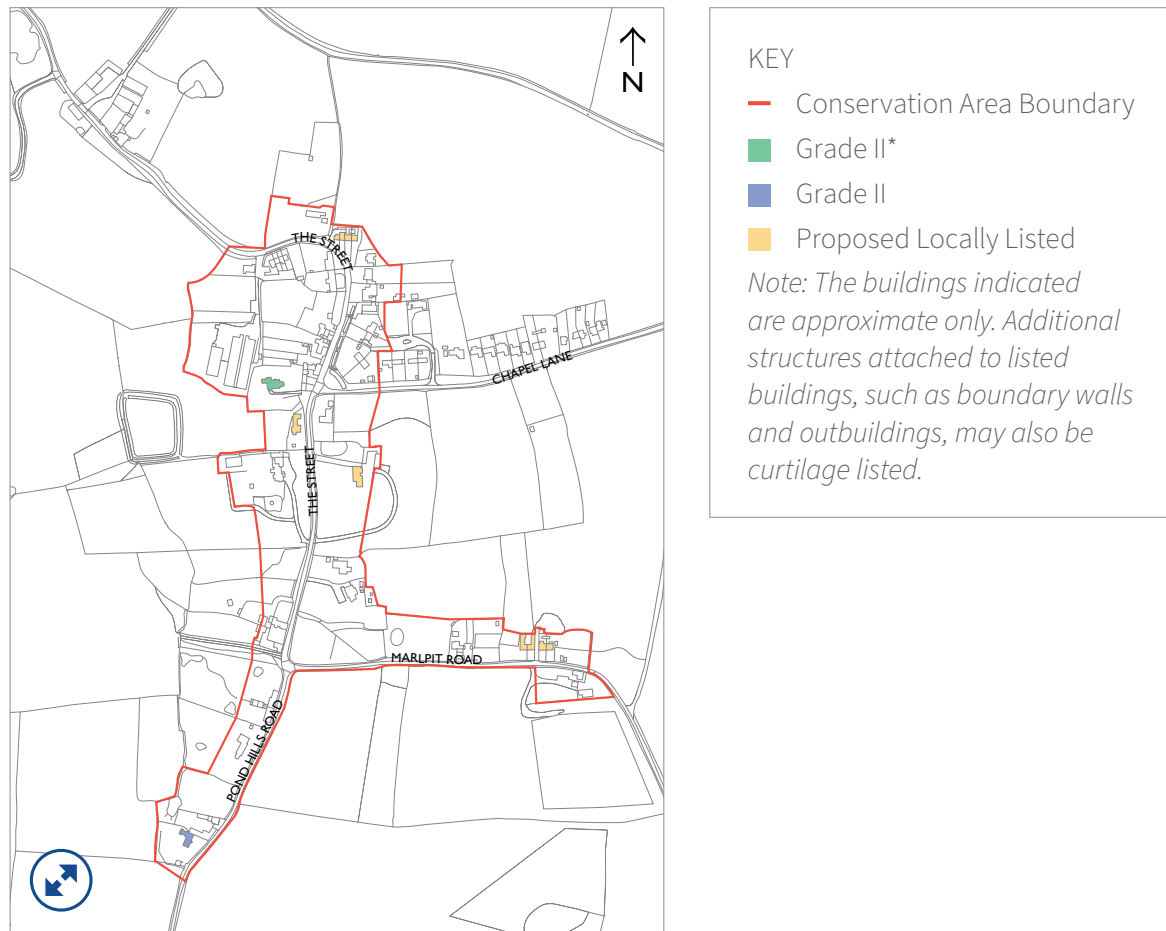 N
THE STREET
CHAPEL LANE
THE STREET
MARLPIT ROAD
POND HILLS ROAD
KEY
Conservation Area Boundary
Grade II*
Grade II
Proposed Locally Listed
Note: The buildings indicated
are approximate only. Additional
structures attached to listed
buildings, such as boundary walls
and outbuildings, may also be
curtilage listed.